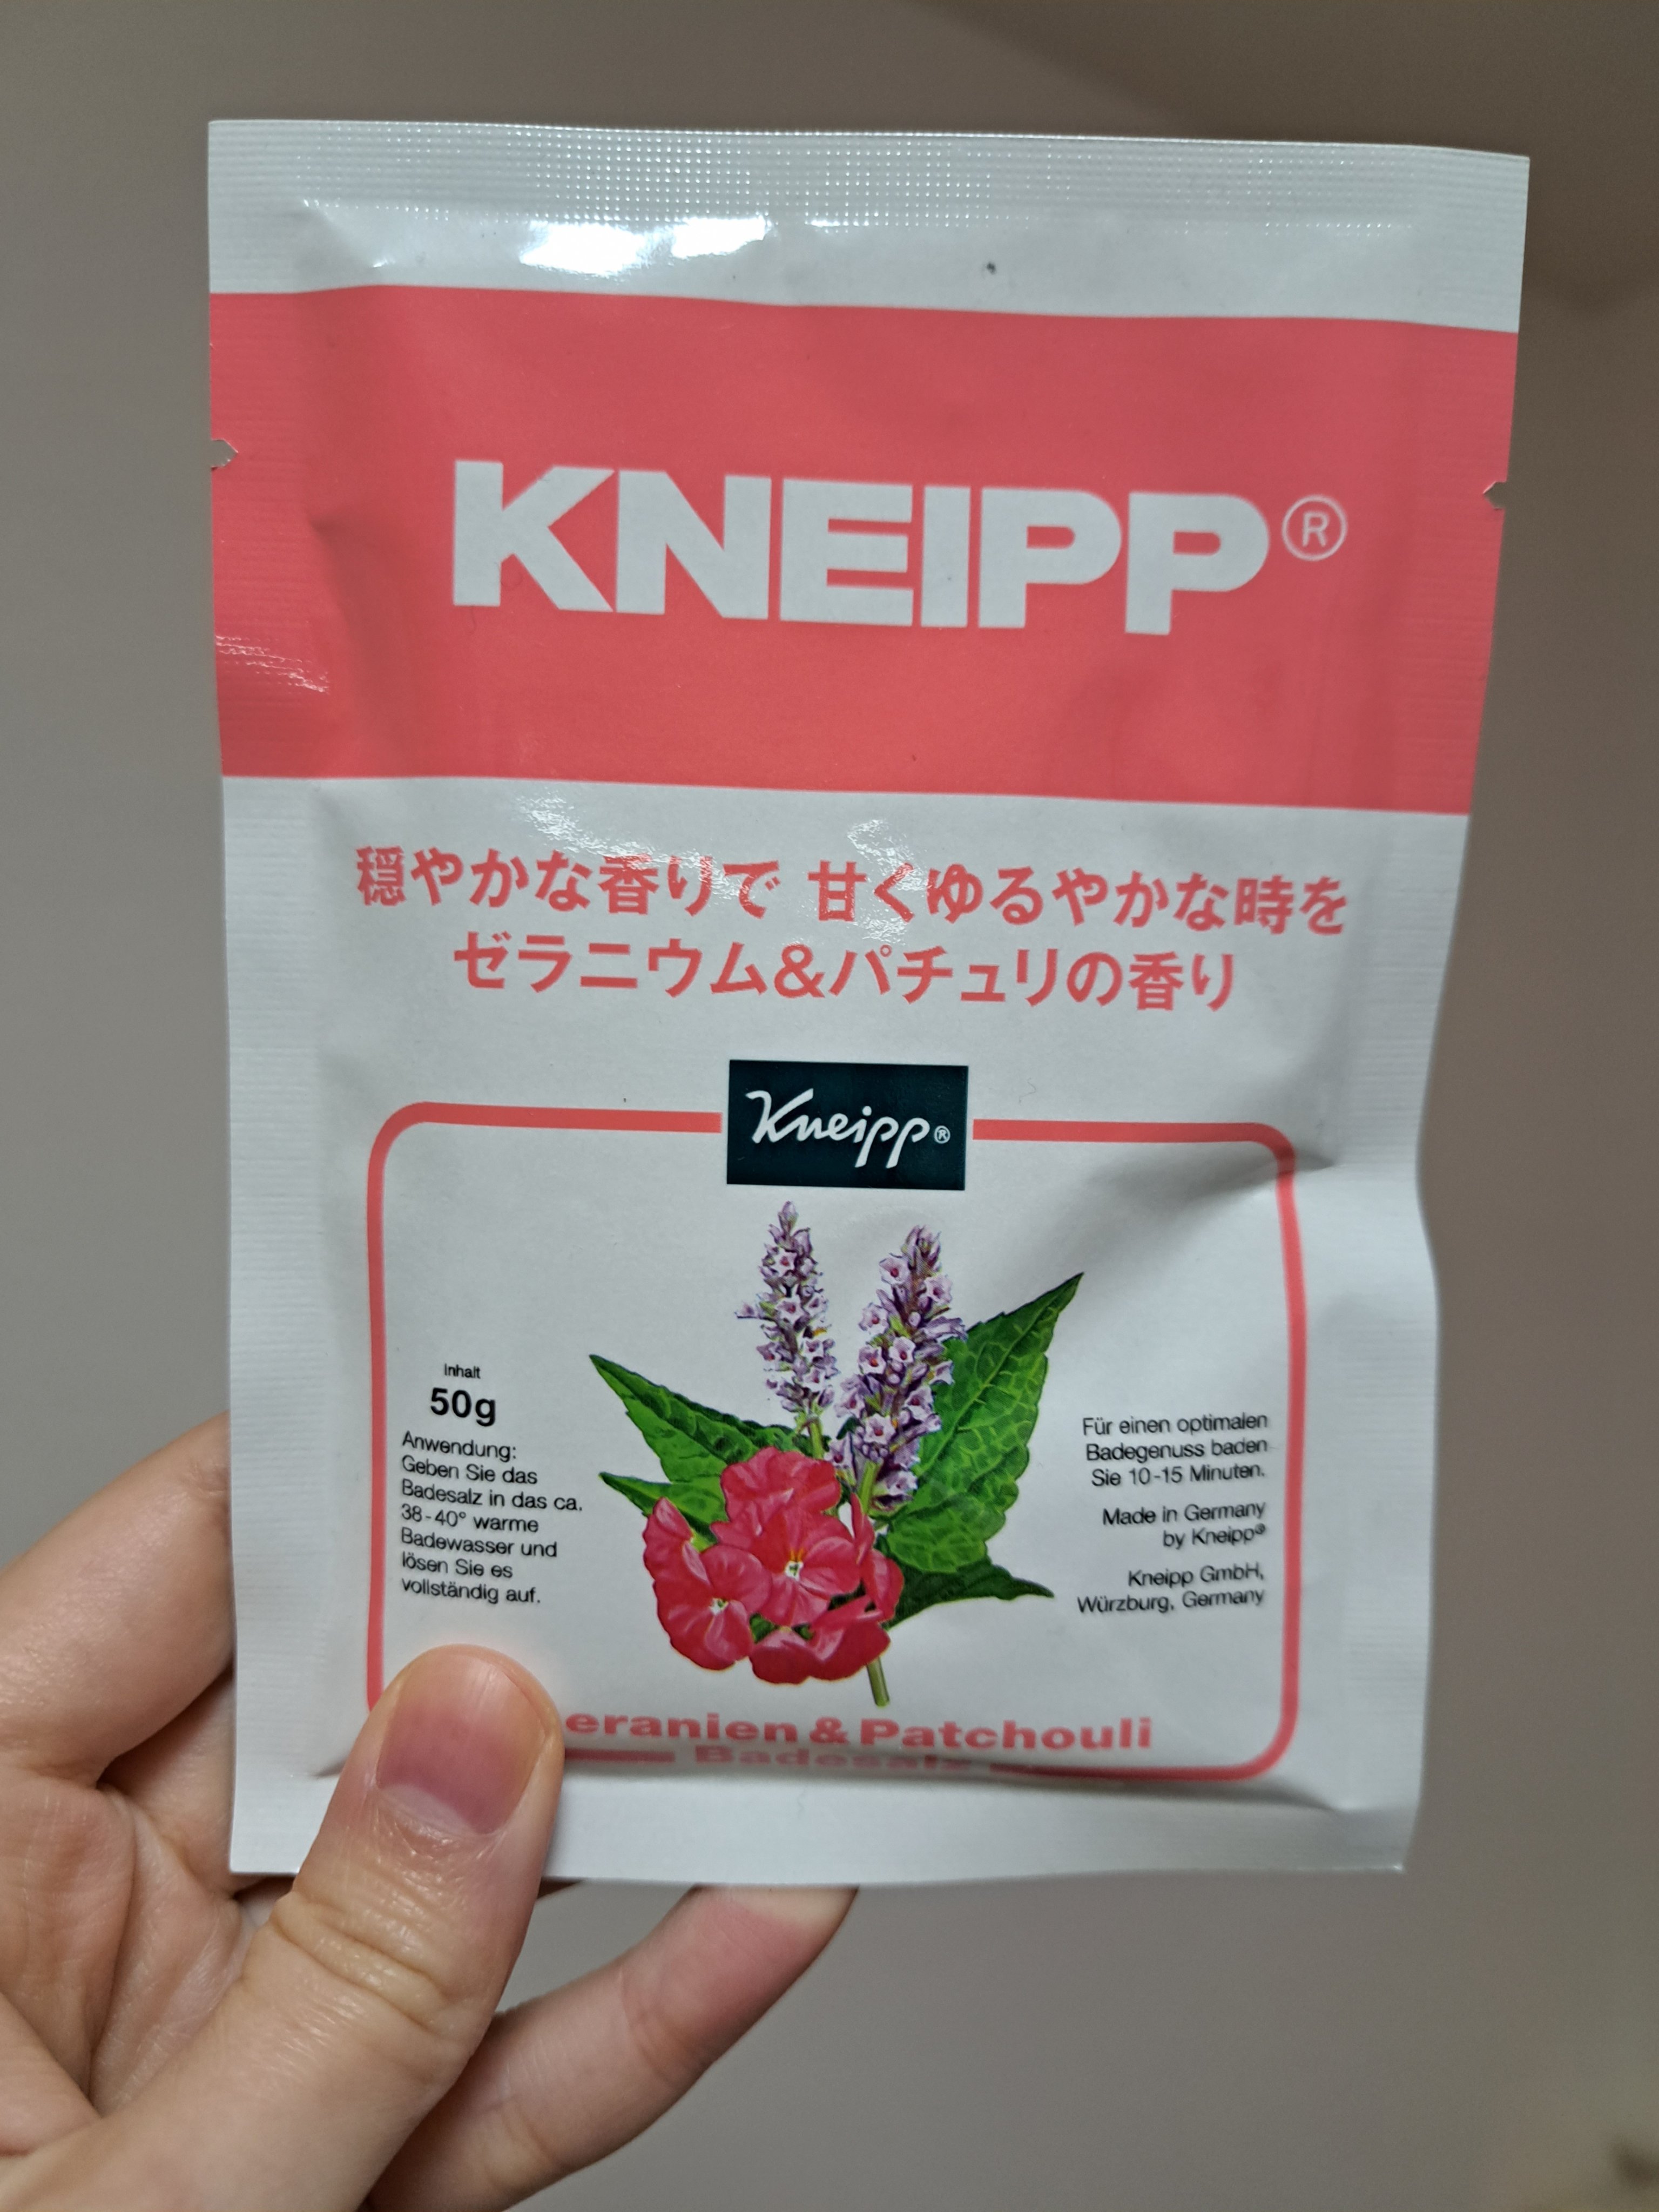 KNEIPP®
穏やかな香りで 甘くゆるやかな時を
ゼラニウム&パチュリの香り
Kneipp®
Inhalt
50g
Anwendung:
Geben Sie das
Badesalz in das ca.
38-40° warme
Badewasser und
lösen Sie es
vollständig auf.
Für einen optimalen
Badegenuss baden
Sie 10-15 Minuten.
Made in Germany
by Kneipp®
Kneipp GmbH,
Würzburg, Germany
eranien & Patchouli
Badesalz